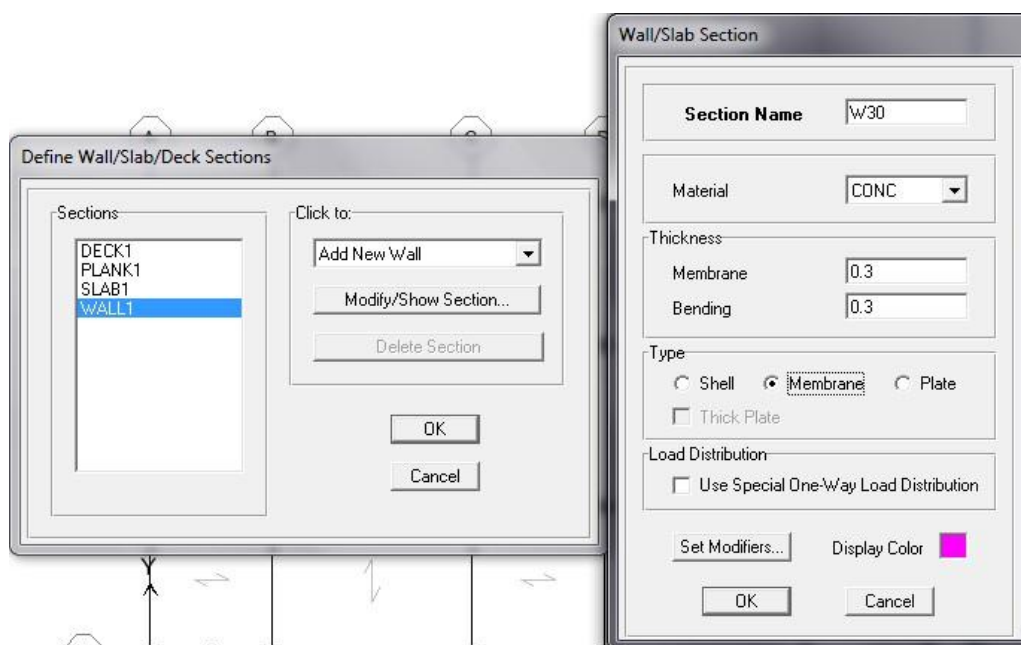 A
B
C
Define Wall/Slab/Deck Sections
Sections
DECK1
PLANK1
SLAB1
WALL1
Click to:
Add New Wall
Modify/Show Section...
Delete Section
OK
Cancel
Y
Wall/Slab Section
Section Name W30
Material CONC
Thickness
Membrane 0.3
Bending 0.3
Type
Shell Membrane Plate
Thick Plate
Load Distribution
Use Special One-Way Load Distribution
Set Modifiers... Display Color
OK Cancel